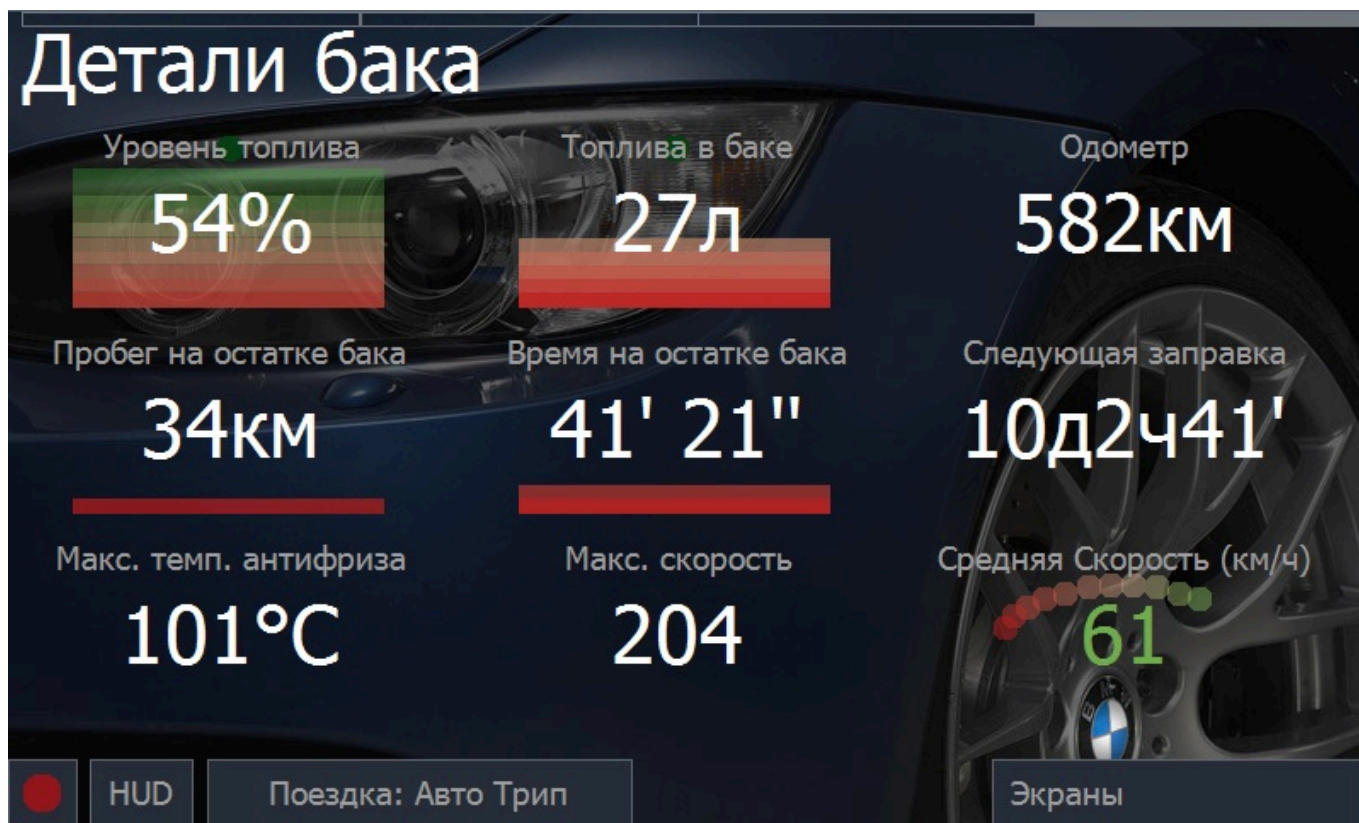 Детали бака
Уровень топлива
Топлива в баке
Одометр
54%
27л
582км
Пробег на остатке бака
Время на остатке бака
Следующая заправка
34км
41' 21''
10д2ч41'
Макс. темп. антифриза
Макс. скорость
Средняя Скорость (км/ч)
101°C
204
61
HUD
Поездка: Авто Трип
Экраны